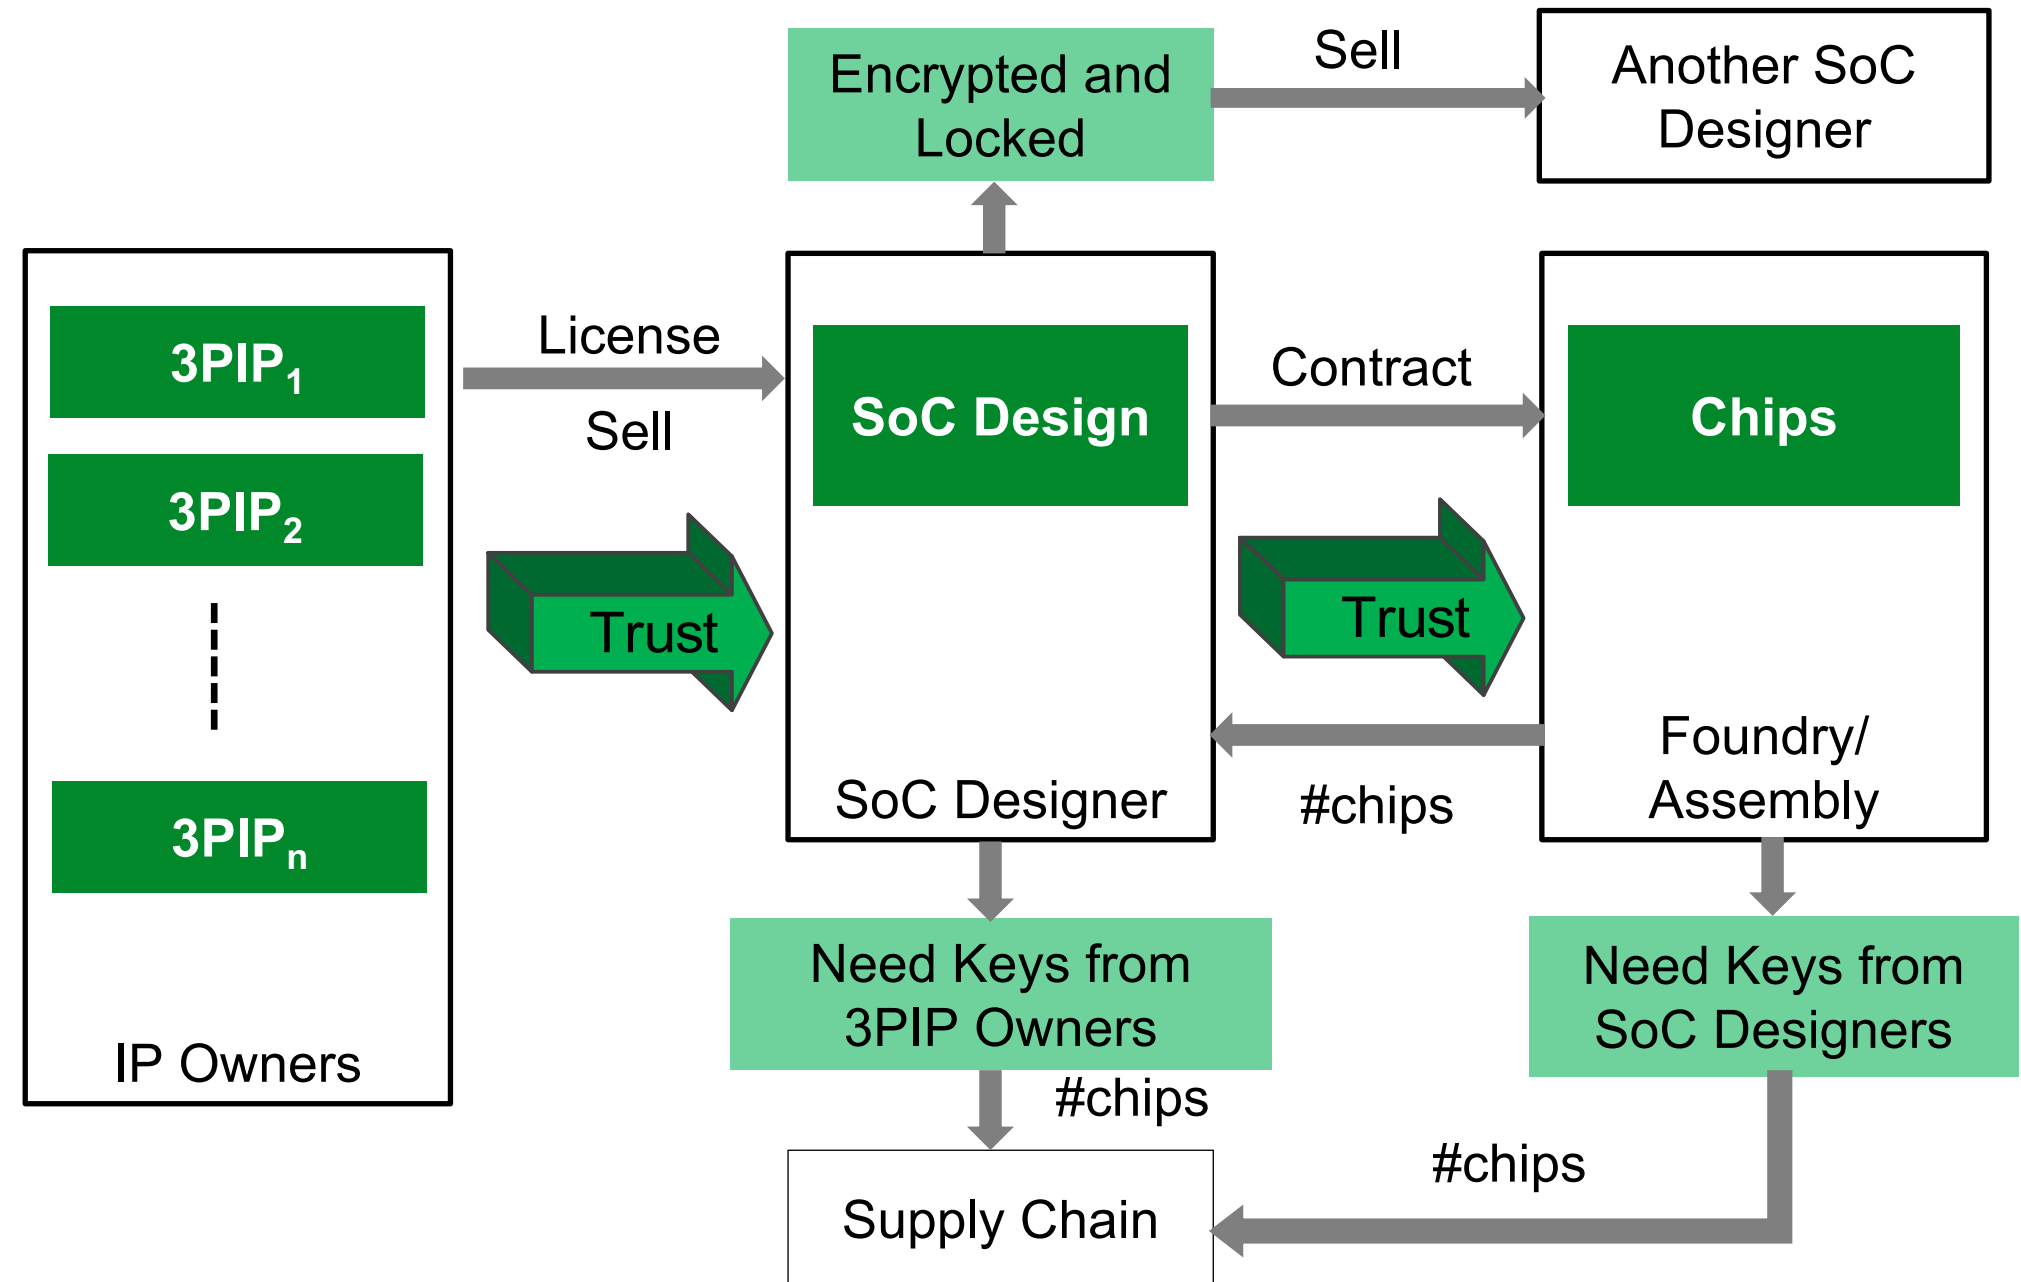 Encrypted and
Locked
Sell
Another SoC
Designer
3PIP₁
3PIP₂
3PIPₙ
IP Owners
License
Sell
Trust
SoC Design
SoC Designer
Contract
Trust
#chips
Chips
Foundry/
Assembly
Need Keys from
3PIP Owners
#chips
Need Keys from
SoC Designers
#chips
Supply Chain